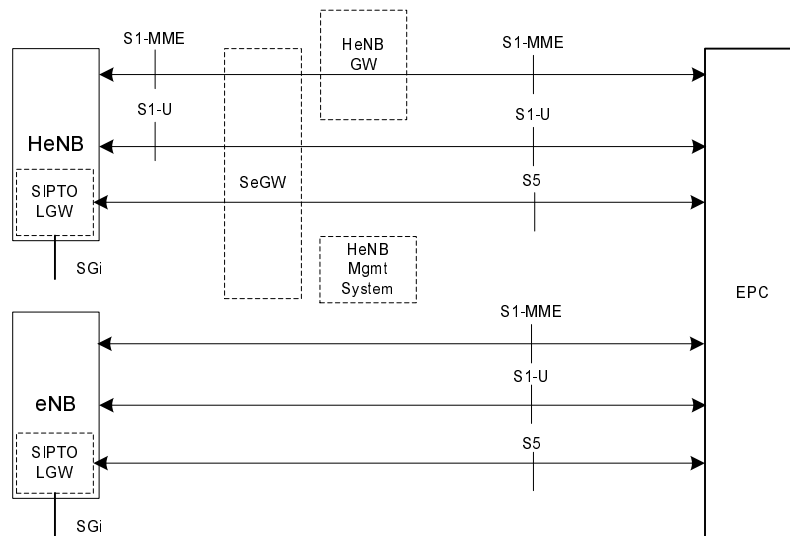 S1-MME
HeNB
GW
S1-MME
S1-U
S1-U
HeNB
SIPTO
LGW
SeGW
S5
SGi
HeNB
Mgmt
System
EPC
S1-MME
S1-U
eNB
SIPTO
LGW
S5
SGi